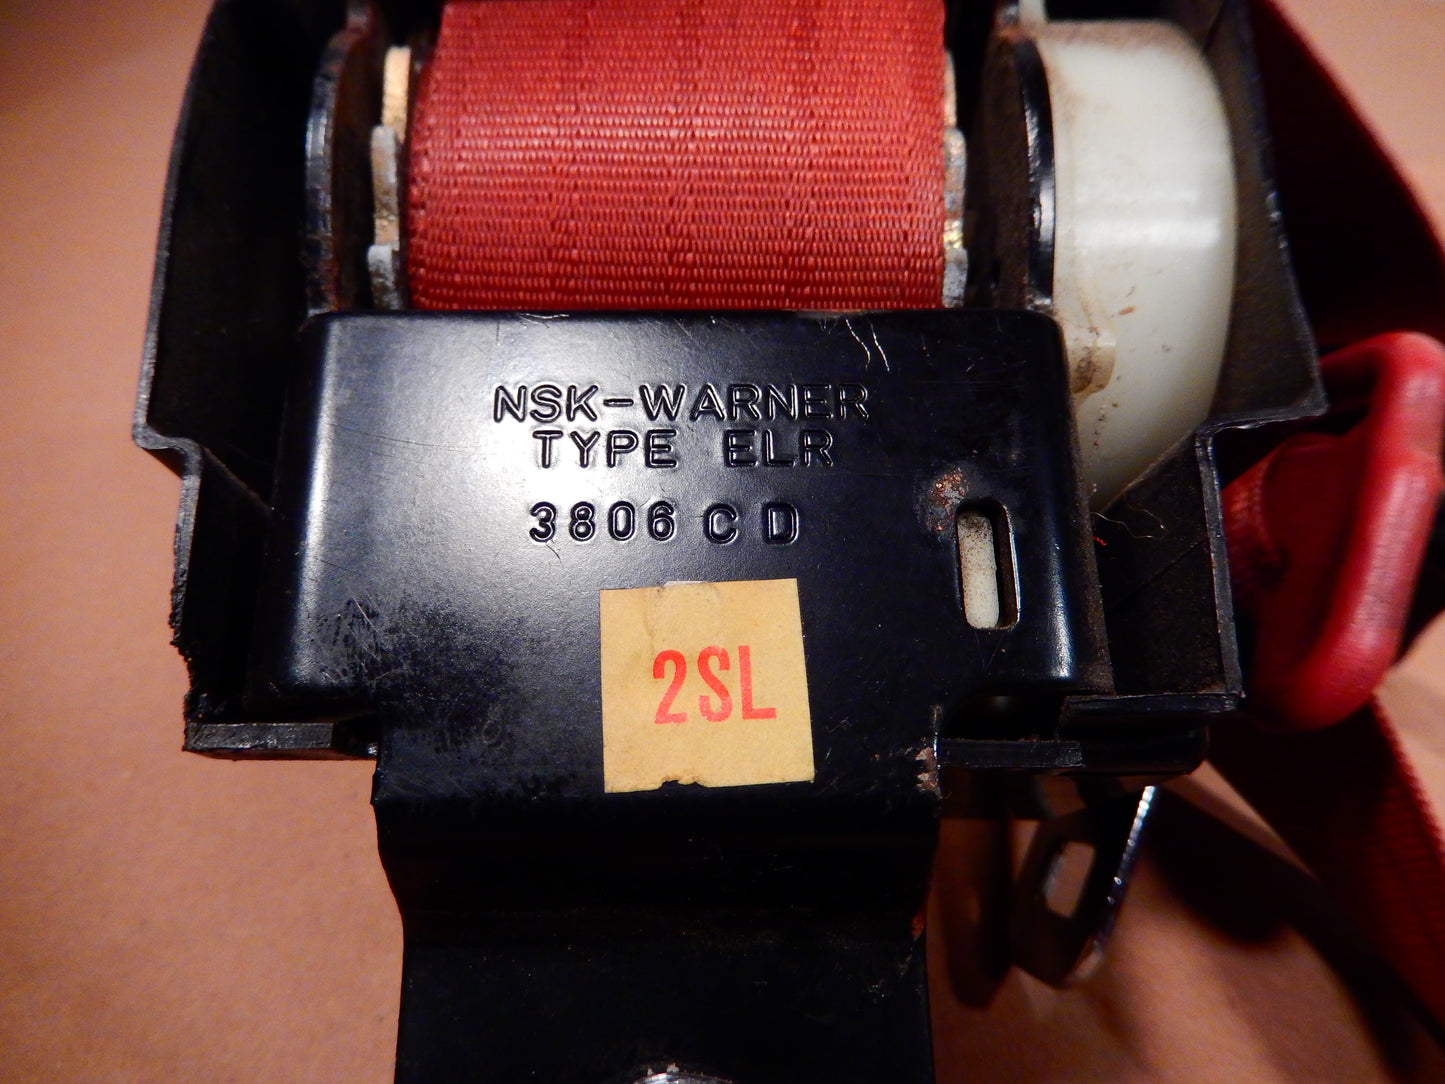 NSK-WARNER
TYPE ELR
3806 C D
2SL